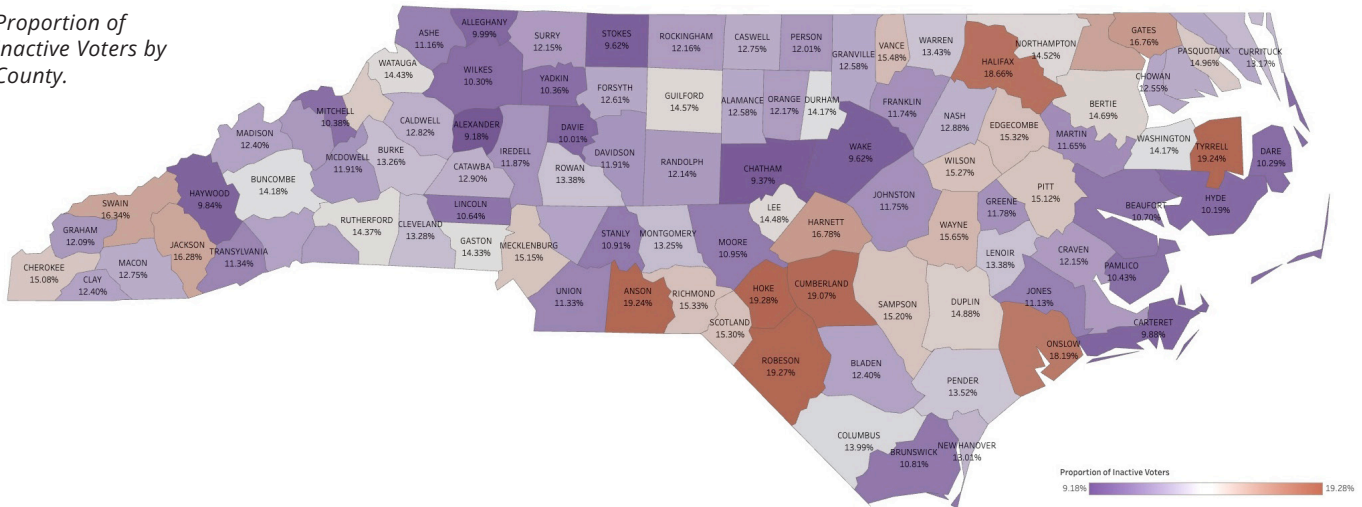 Proportion of
Inactive Voters by
County.
ALLEGHANY
9.99%
ASHE
11.16%
SURRY
12.15%
STOKES
9.62%
ROCKINGHAM
12.16%
CASWELL
12.75%
PERSON
12.01%
GRANVILLE
12.58%
VANCE
15.48%
WARREN
13.43%
HALIFAX
18.66%
NORTHAMPTON
14.52%
GATES
16.76%
PASQUOTANK
14.96%
CURRITUCK
13.17%
CHOWAN
12.55%
WATAUGA
14.43%
WILKES
10.30%
YADKIN
10.36%
FORSYTH
12.61%
GUILFORD
14.57%
ALAMANCE
12.58%
ORANGE
12.17%
DURHAM
14.17%
FRANKLIN
11.74%
NASH
12.88%
EDGECOMBE
15.32%
BERTIE
14.69%
MARTIN
11.65%
WASHINGTON
14.17%
TYRRELL
19.24%
DARE
10.29%
MITCHELL
10.38%
MADISON
12.40%
CALDWELL
12.82%
ALEXANDER
9.18%
DAVIE
10.01%
IREDELL
11.87%
DAVIDSON
11.91%
RANDOLPH
12.14%
CHATHAM
9.37%
WAKE
9.62%
WILSON
15.27%
PITT
15.12%
BEAUFORT
10.70%
HYDE
10.19%
MCDOWELL
11.91%
BURKE
13.26%
CATAWBA
12.90%
ROWAN
13.38%
BUNCOMBE
14.18%
HAYWOOD
9.84%
SWAIN
16.34%
GRAHAM
12.09%
JACKSON
16.28%
CHEROKEE
15.08%
MACON
12.75%
CLAY
12.40%
TRANSYLVANIA
11.34%
RUTHERFORD
14.37%
CLEVELAND
13.28%
LINCOLN
10.64%
GASTON
14.33%
MECKLENBURG
15.15%
STANLY
10.91%
MONTGOMERY
13.25%
MOORE
10.95%
LEE
14.48%
HARNETT
16.78%
JOHNSTON
11.75%
WAYNE
15.65%
GREENE
11.78%
LENOIR
13.38%
CRAVEN
12.15%
PAMLICO
10.43%
UNION
11.33%
ANSON
19.24%
RICHMOND
15.33%
SCOTLAND
15.30%
HOKE
19.28%
CUMBERLAND
19.07%
SAMPSON
15.20%
DUPLIN
14.88%
JONES
11.13%
CARTERET
9.88%
ONSLOW
18.19%
ROBESON
19.27%
BLADEN
12.40%
PENDER
13.52%
COLUMBUS
13.99%
BRUNSWICK
10.81%
NEW HANOVER
13.01%
Proportion of Inactive Voters
9.18% 19.28%